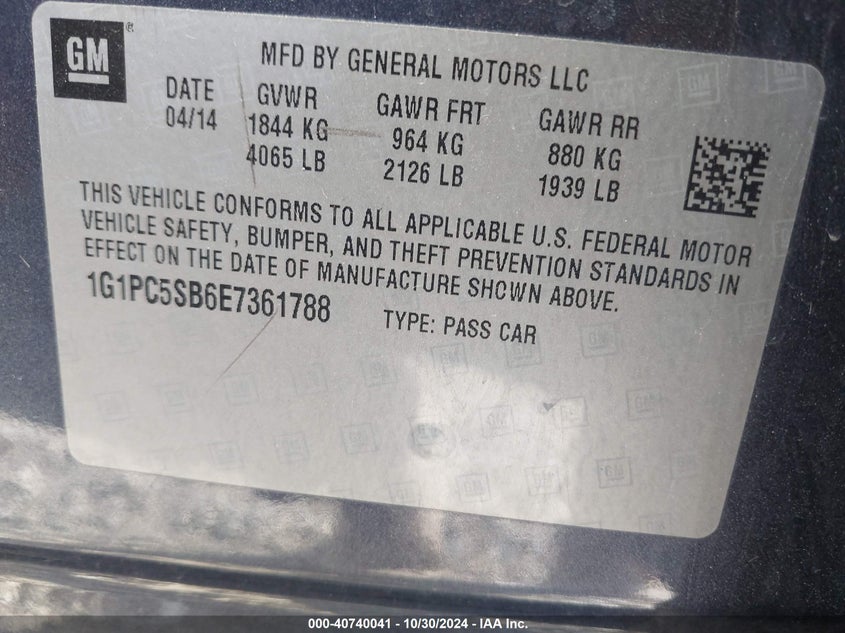 GM
MFD BY GENERAL MOTORS LLC
DATE GVWR GAWR FRT GAWR RR
04/14 1844 KG 964 KG 880 KG
4065 LB 2126 LB 1939 LB
THIS VEHICLE CONFORMS TO ALL APPLICABLE U.S. FEDERAL MOTOR
VEHICLE SAFETY, BUMPER, AND THEFT PREVENTION STANDARDS IN
EFFECT ON THE DATE OF MANUFACTURE SHOWN ABOVE.
1G1PC5SB6E7361788 TYPE: PASS CAR
000-40740041 - 10/30/2024 - IAA Inc.